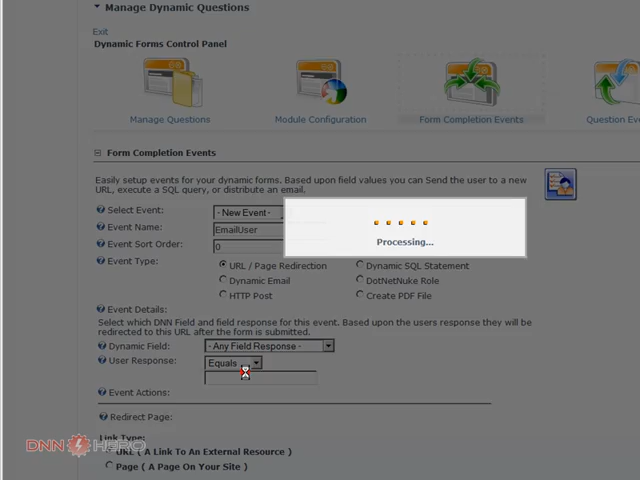 Manage Dynamic Questions
Exit
Dynamic Forms Control Panel
Manage Questions
Module Configuration
Form Completion Events
Question Eve
Form Completion Events
Easily setup events for your dynamic forms. Based upon field values you can Send the user to a new
URL, execute a SQL query, or distribute an email.
Select Event: - New Event-
Event Name: EmailUser
Event Sort Order: 0
Processing...
Event Type: URL / Page Redirection Dynamic SQL Statement
Dynamic Email DotNetNuke Role
HTTP Post Create PDF File
Event Details:
Select which DNN Field and field response for this event. Based upon the users response they will be
redirected to this URL after the form is submitted.
Dynamic Field: - Any Field Response -
User Response: Equals
Event Actions:
Redirect Page:
Link Type:
DNN HERO
URL ( A Link To An External Resource )
Page ( A Page On Your Site )